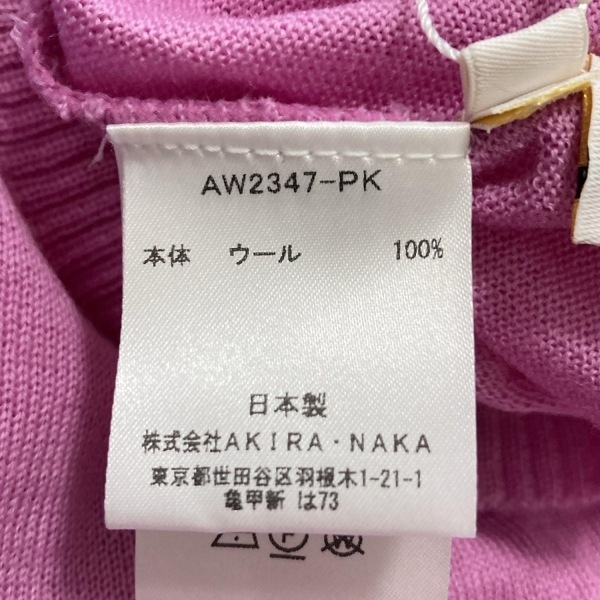 AW2347-PK
本体 ウール 100%
日本製
株式会社AKIRA・NAKA
東京都世田谷区羽根木1-21-1
亀甲新 は73